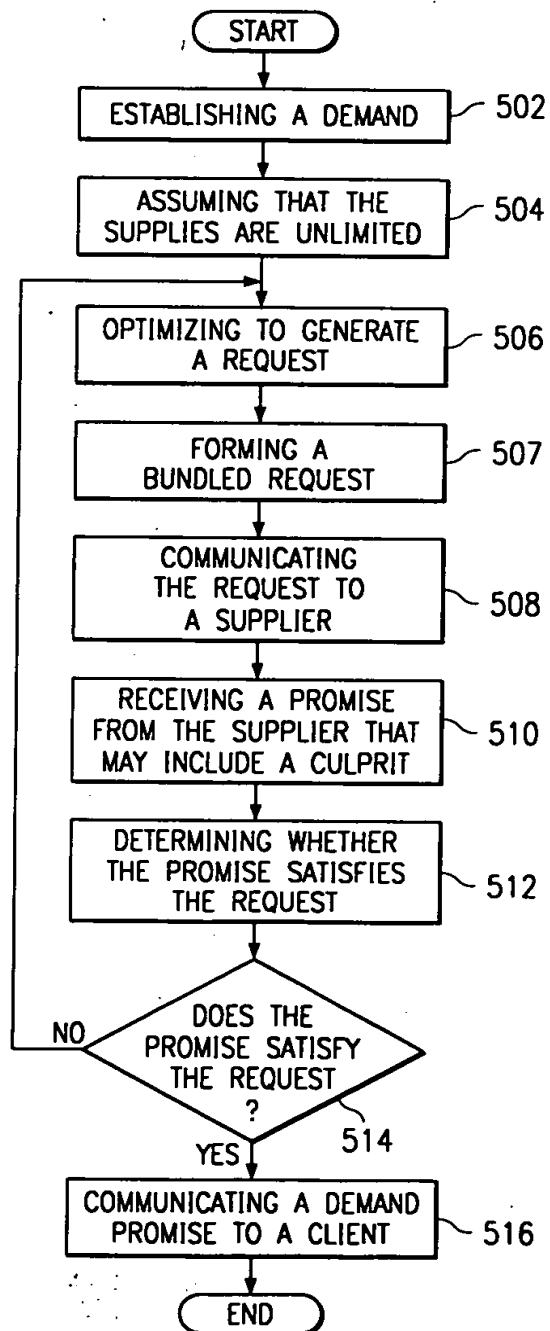 START
ESTABLISHING A DEMAND
502
ASSUMING THAT THE
SUPPLIES ARE UNLIMITED
504
OPTIMIZING TO GENERATE
A REQUEST
506
FORMING A
BUNDLED REQUEST
507
COMMUNICATING
THE REQUEST TO
A SUPPLIER
508
RECEIVING A PROMISE
FROM THE SUPPLIER THAT
MAY INCLUDE A CULPRIT
510
DETERMINING WHETHER
THE PROMISE SATISFIES
THE REQUEST
512
NO
DOES THE
PROMISE SATISFY
THE REQUEST
?
514
YES
COMMUNICATING A DEMAND
PROMISE TO A CLIENT
516
END